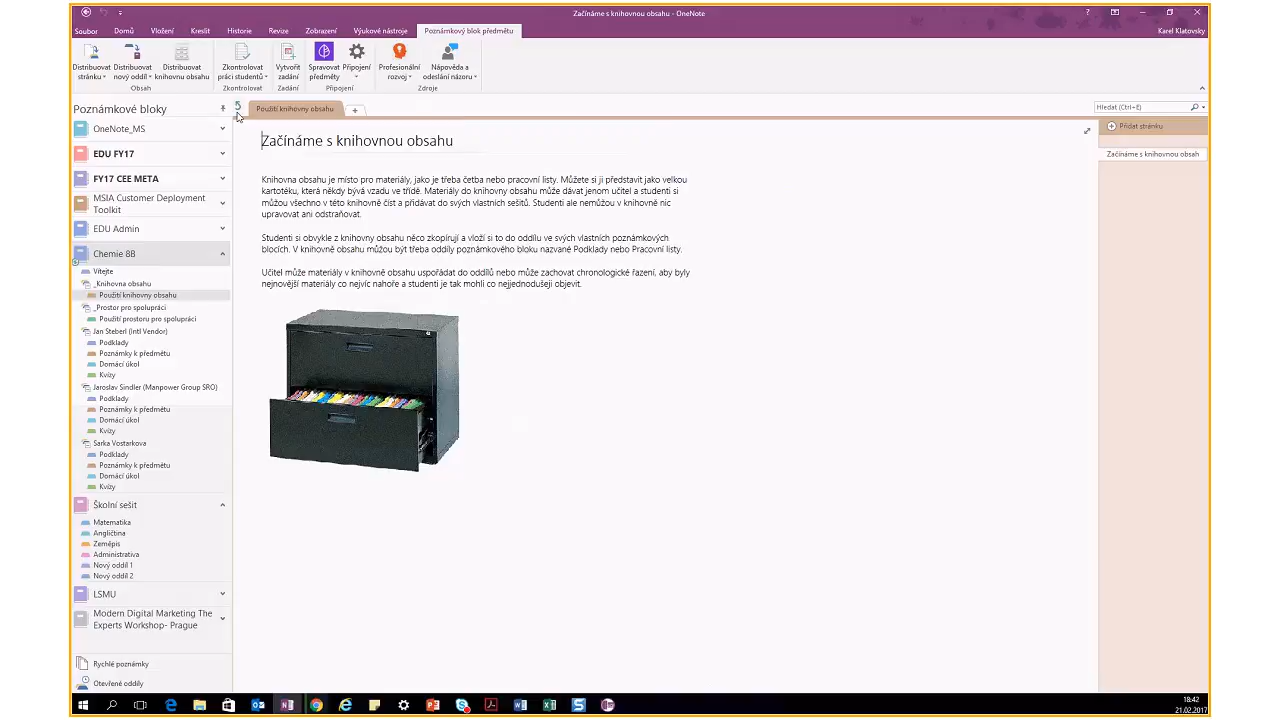 Začínáme s knihovnou obsahu - OneNote
Soubor Domů Vložení Kreslit Historie Revize Zobrazení Výukové nástroje Poznámkový blok předmětu
Karel Klatovsky
Distribuovat stránku
Distribuovat nový oddíl
Distribuovat knihovnu obsahu
Zkontrolovat práci studentů
Vytvořit zadání
Spravovat předměty
Připojení
Profesionální rozvoj
Nápověda a odeslání názoru
Obsah Zkontrolovat Zadání Připojení Zdroje
Poznámkové bloky
OneNote_MS
EDU FY17
FY17 CEE META
MSIA Customer Deployment
Toolkit
EDU Admin
Chemie 8B
Vítejte
_Knihovna obsahu
Použití knihovny obsahu
_Prostor pro spolupráci
Použití prostoru pro spolupráci
Jan Steberl (Intl Vendor)
Podklady
Poznámky k předmětu
Domácí úkol
Kvízy
Jaroslav Sindler (Manpower Group SRO)
Podklady
Poznámky k předmětu
Domácí úkol
Kvízy
Sarka Vostarkova
Podklady
Poznámky k předmětu
Domácí úkol
Kvízy
Školní sešit
Matematika
Angličtina
Zeměpis
Administrativa
Nový oddíl 1
Nový oddíl 2
LSMU
Modern Digital Marketing The
Experts Workshop- Prague
Rychlé poznámky
Otevřené oddíly
Použití knihovny obsahu
Hledat (Ctrl+E)
Začínáme s knihovnou obsahu
Knihovna obsahu je místo pro materiály, jako je třeba četba nebo pracovní listy. Můžete si ji představit jako velkou
kartotéku, která někdy bývá vzadu ve třídě. Materiály do knihovny obsahu může dávat jenom učitel a studenti si
můžou všechno v této knihovně číst a přidávat do svých vlastních sešitů. Studenti ale nemůžou v knihovně nic
upravovat ani odstraňovat.
Studenti si obvykle z knihovny obsahu něco zkopírují a vloží si to do oddílu ve svých vlastních poznámkových
blocích. V knihovně obsahu můžou být třeba oddíly poznámkového bloku nazvané Podklady nebo Pracovní listy.
Učitel může materiály v knihovně obsahu uspořádat do oddílů nebo může zachovat chronologické řazení, aby byly
nejnovější materiály co nejvíc nahoře a studenti je tak mohli co nejjednodušeji objevit.
Přidat stránku
Začínáme s knihovnou obsah
18:42
21.02.2017